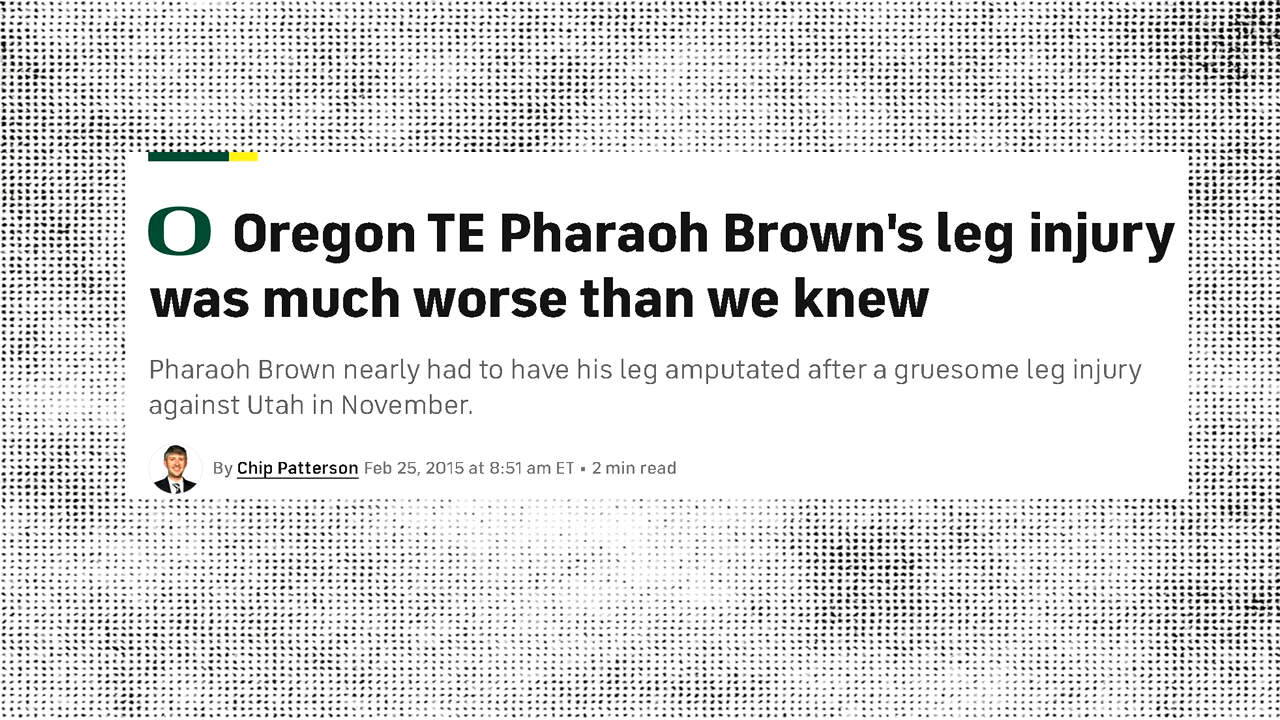 O Oregon TE Pharaoh Brown's leg injury
was much worse than we knew
Pharaoh Brown nearly had to have his leg amputated after a gruesome leg injury
against Utah in November.
By Chip Patterson Feb 25, 2015 at 8:51 am ET • 2 min read